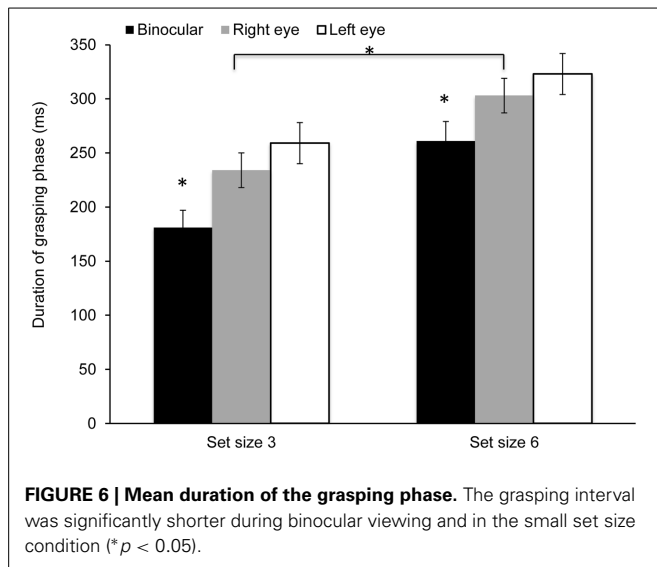 Binocular Right eye Left eye
350
*
300
*
250
*
200
150
100
50
0
Duration of grasping phase (ms)
Set size 3 Set size 6
FIGURE 6 | Mean duration of the grasping phase. The grasping interval
was significantly shorter during binocular viewing and in the small set size
condition (*p < 0.05).